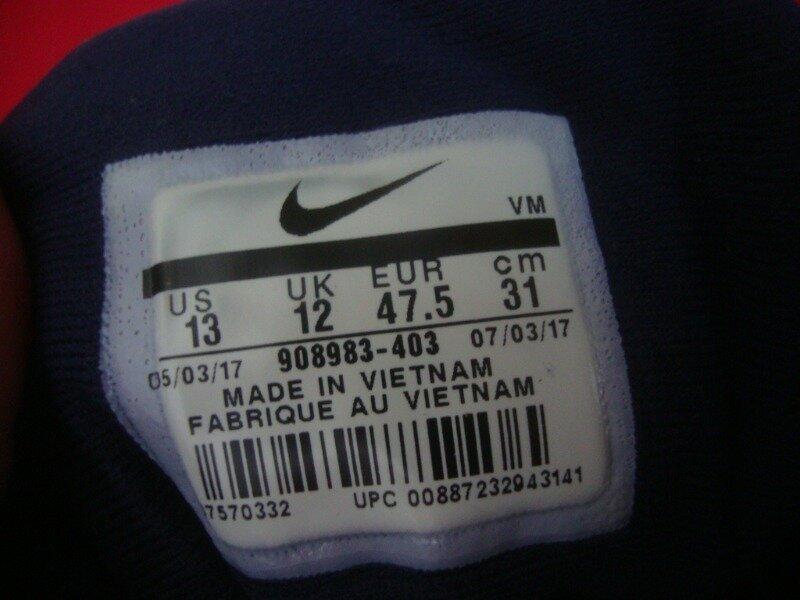 VM
US UK EUR cm
13 12 47.5 31
05/03/17 908983-403 07/03/17
MADE IN VIETNAM
FABRIQUE AU VIETNAM
7570332 UPC 00887232943141